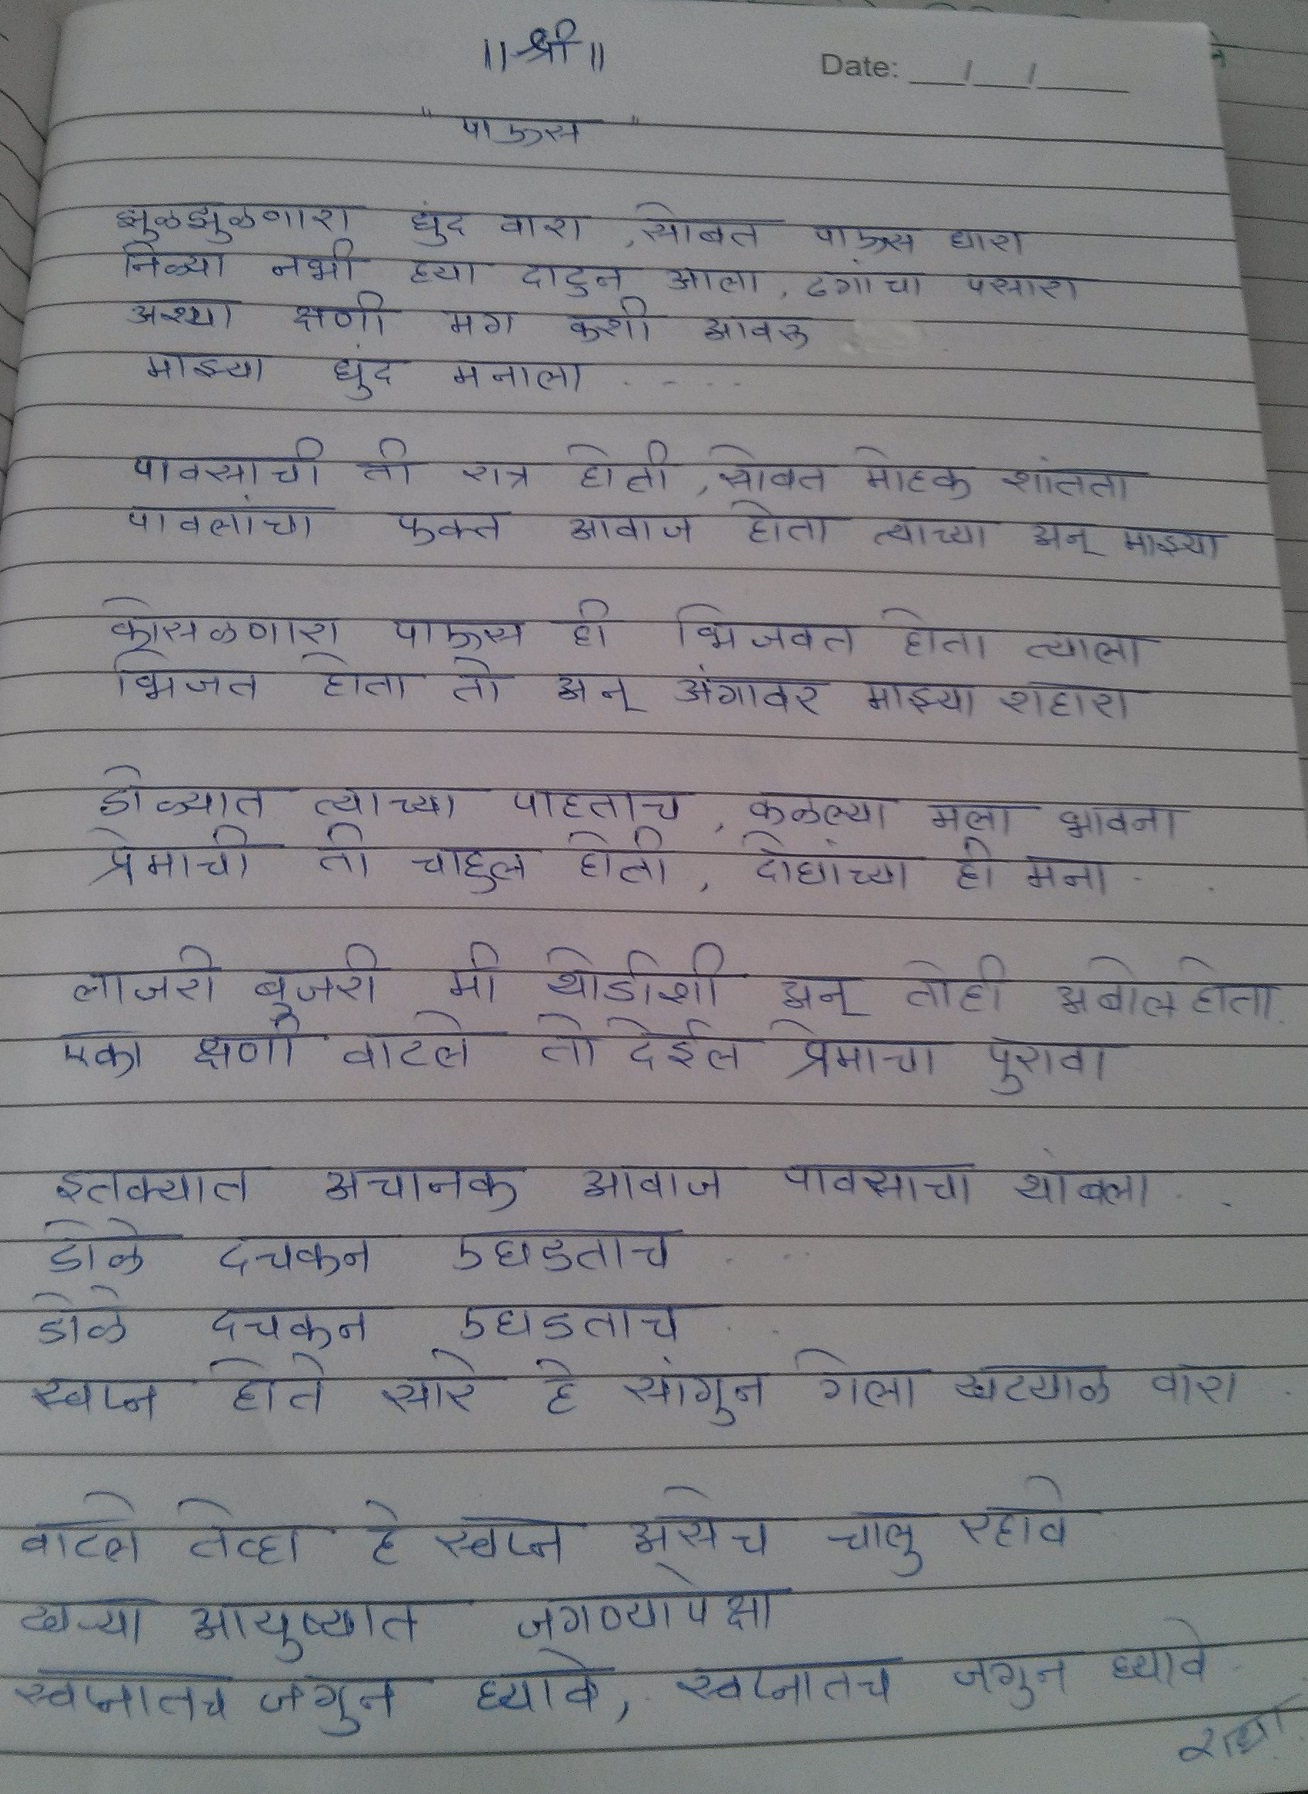 ॥श्री॥
Date: __/__/__
"पाऊस"
झुळझुळणारा धुंद वारा, सोबत पाऊस धारा
निळ्या नभी ह्या दाटुन आला, ढगांचा पसारा
अश्या क्षणी मग कशी आवरू
माझ्या धुंद मनाला ....
पावसाची ती रात्र होती, सोबत मोहक शांतता
पावलांचा फक्त आवाज होता त्याच्या अन् माझ्या
कोसळणारा पाऊस ही भिजवत होता त्याला
भिजत होता तो अन् अंगावर माझ्या शहारा
डोळ्यात त्याच्या पाहताच, कळल्या मला भावना
प्रेमाची ती चाहुल होती, दोघांच्या ही मना ..
लाजरी बुजरी मी थोडीशी अन् तोही अबोल होता.
एका क्षणी वाटले तो देईल प्रेमाचा पुरावा
इतक्यात अचानक आवाज पावसाचा थांबला ..
डोळे दचकन उघडताच ...
डोळे दचकन उघडताच ..
स्वप्न होते सारे हे सांगुन गेला खट्याळ वारा .
वाटले तेव्हा हे स्वप्न असेच चालु रहावे
खऱ्या आयुष्यात जगण्यापेक्षा
स्वप्नातच जगुन घ्यावे, स्वप्नातच जगुन घ्यावे.